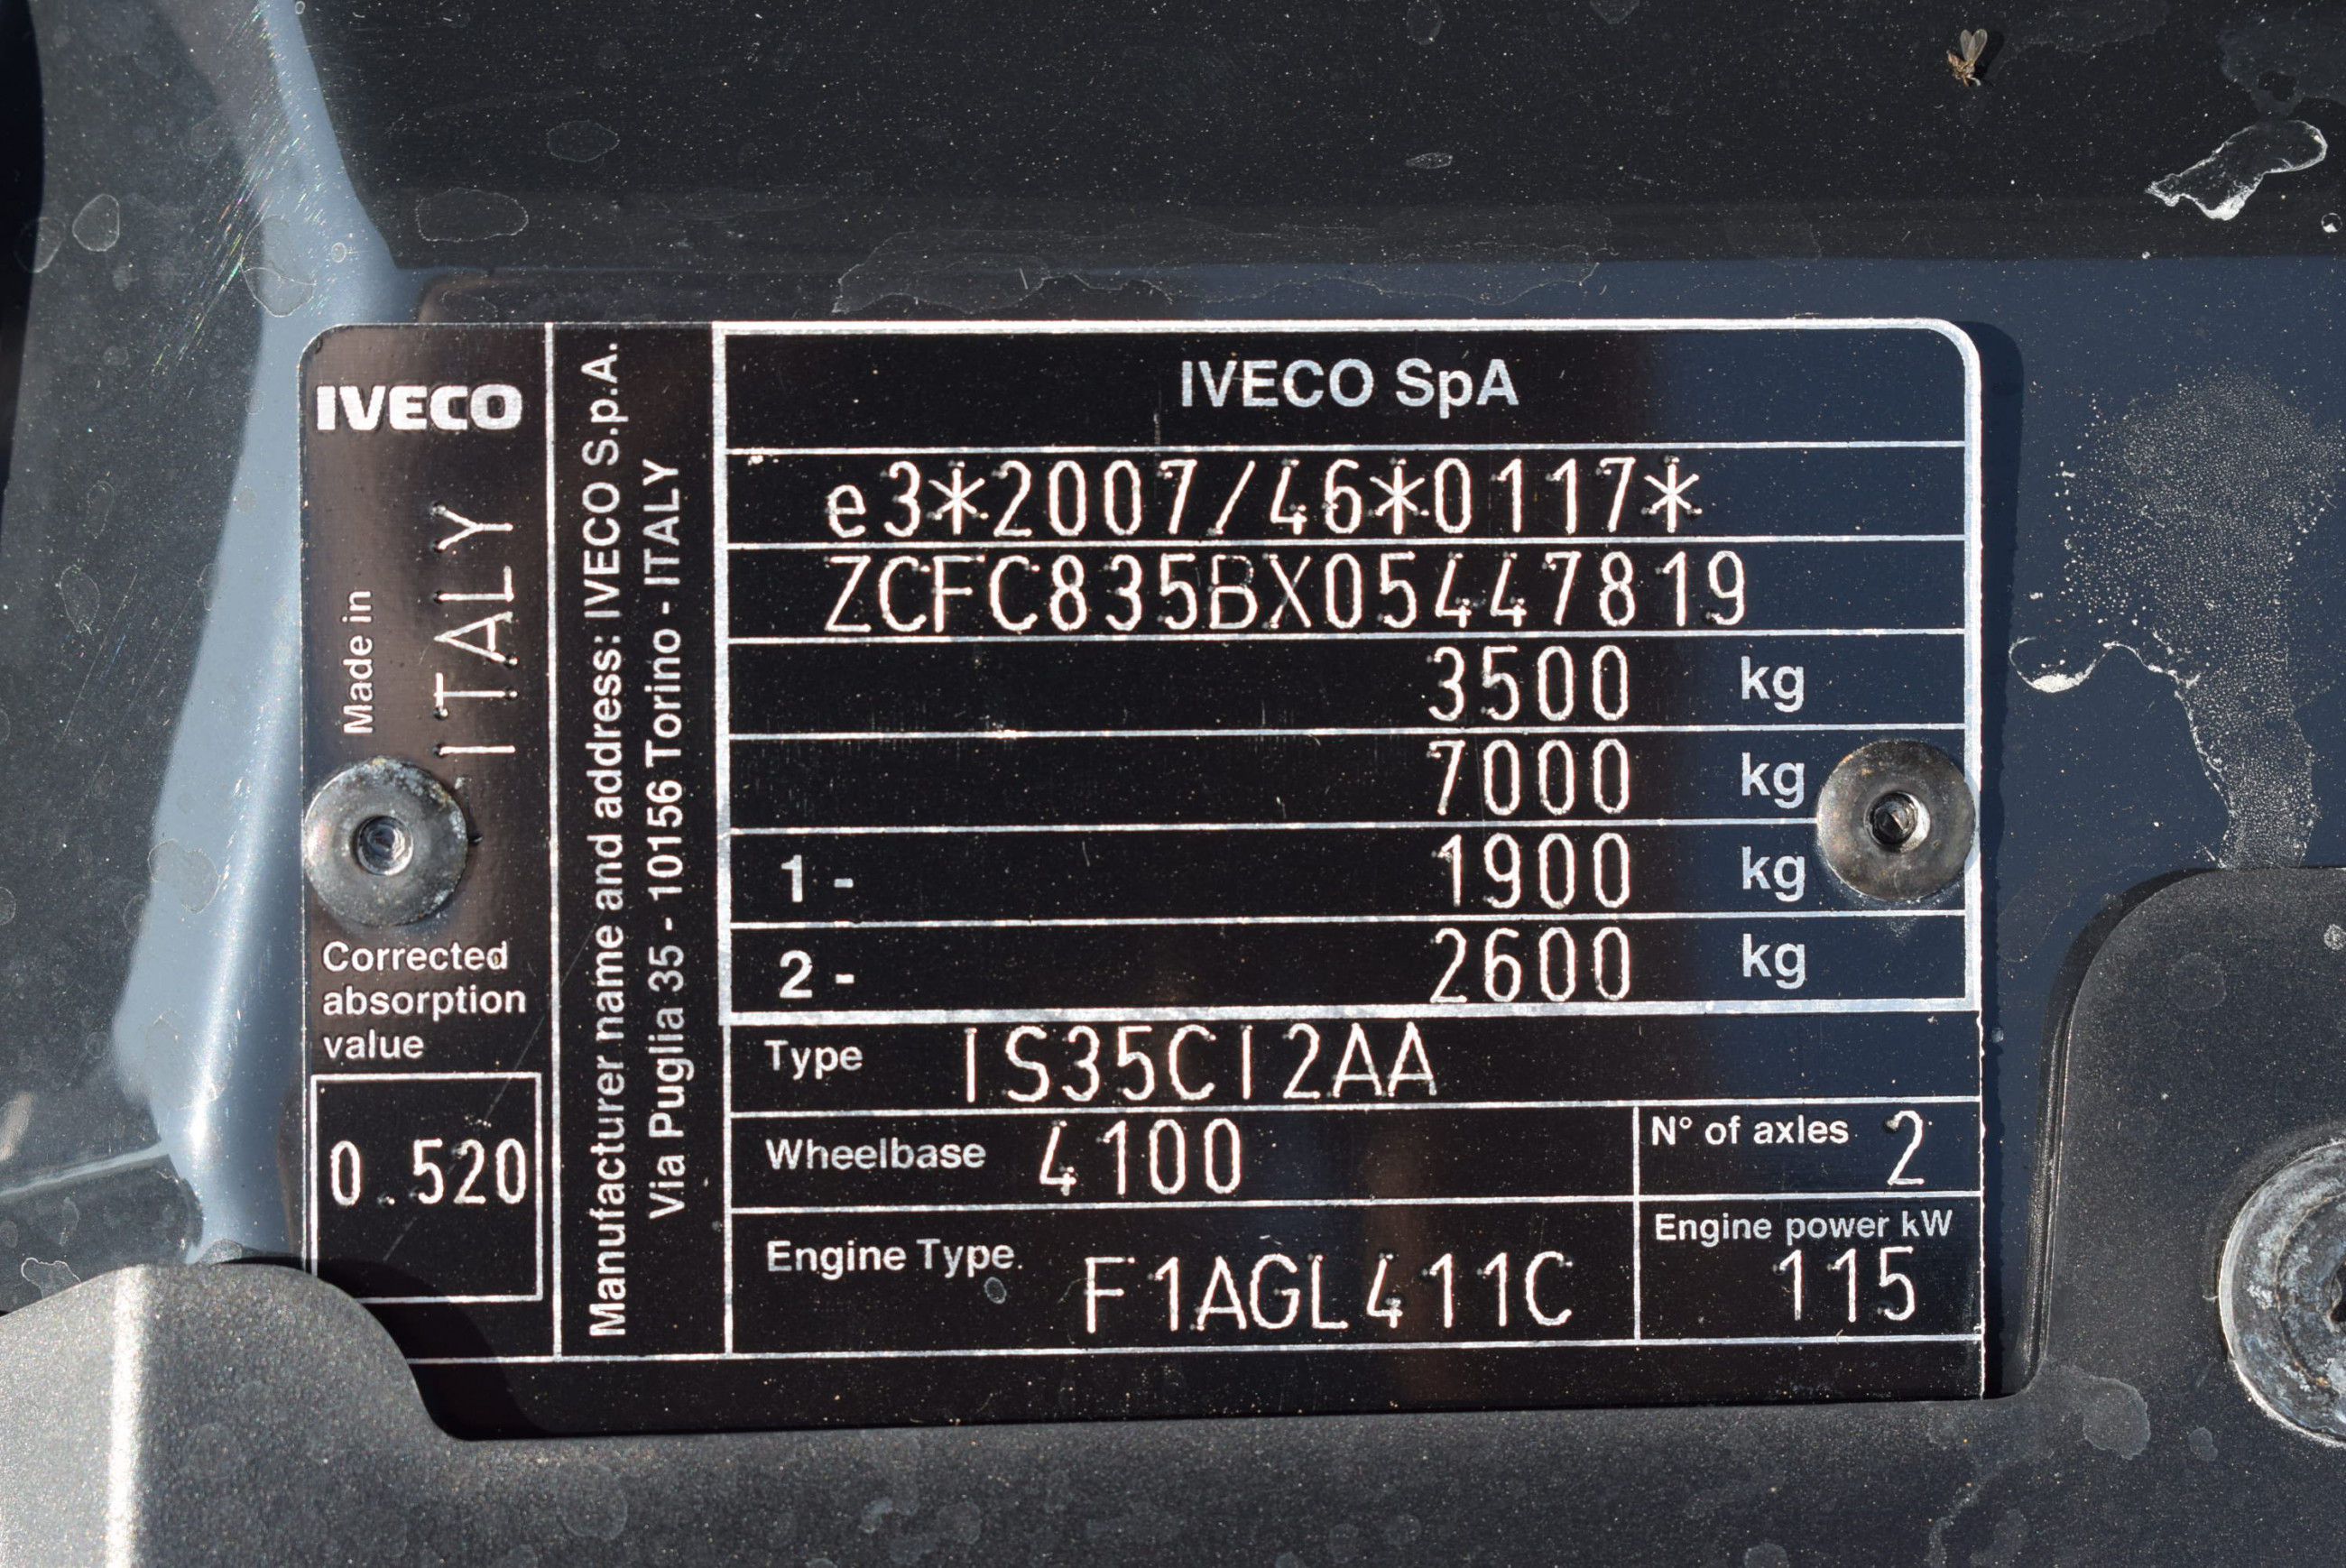 IVECO
Made in
ITALY
Corrected
absorption
value
0.520
Manufacturer name and address: IVECO S.p.A.
Via Puglia 35 - 10156 Torino - ITALY
IVECO SpA
e3*2007/46*0117*
ZCFC835BX05447819
3500 kg
7000 kg
1 - 1900 kg
2 - 2600 kg
Type IS35CI2AA
Wheelbase 4100
N° of axles 2
Engine Type. F1AGL411C
Engine power kW
115